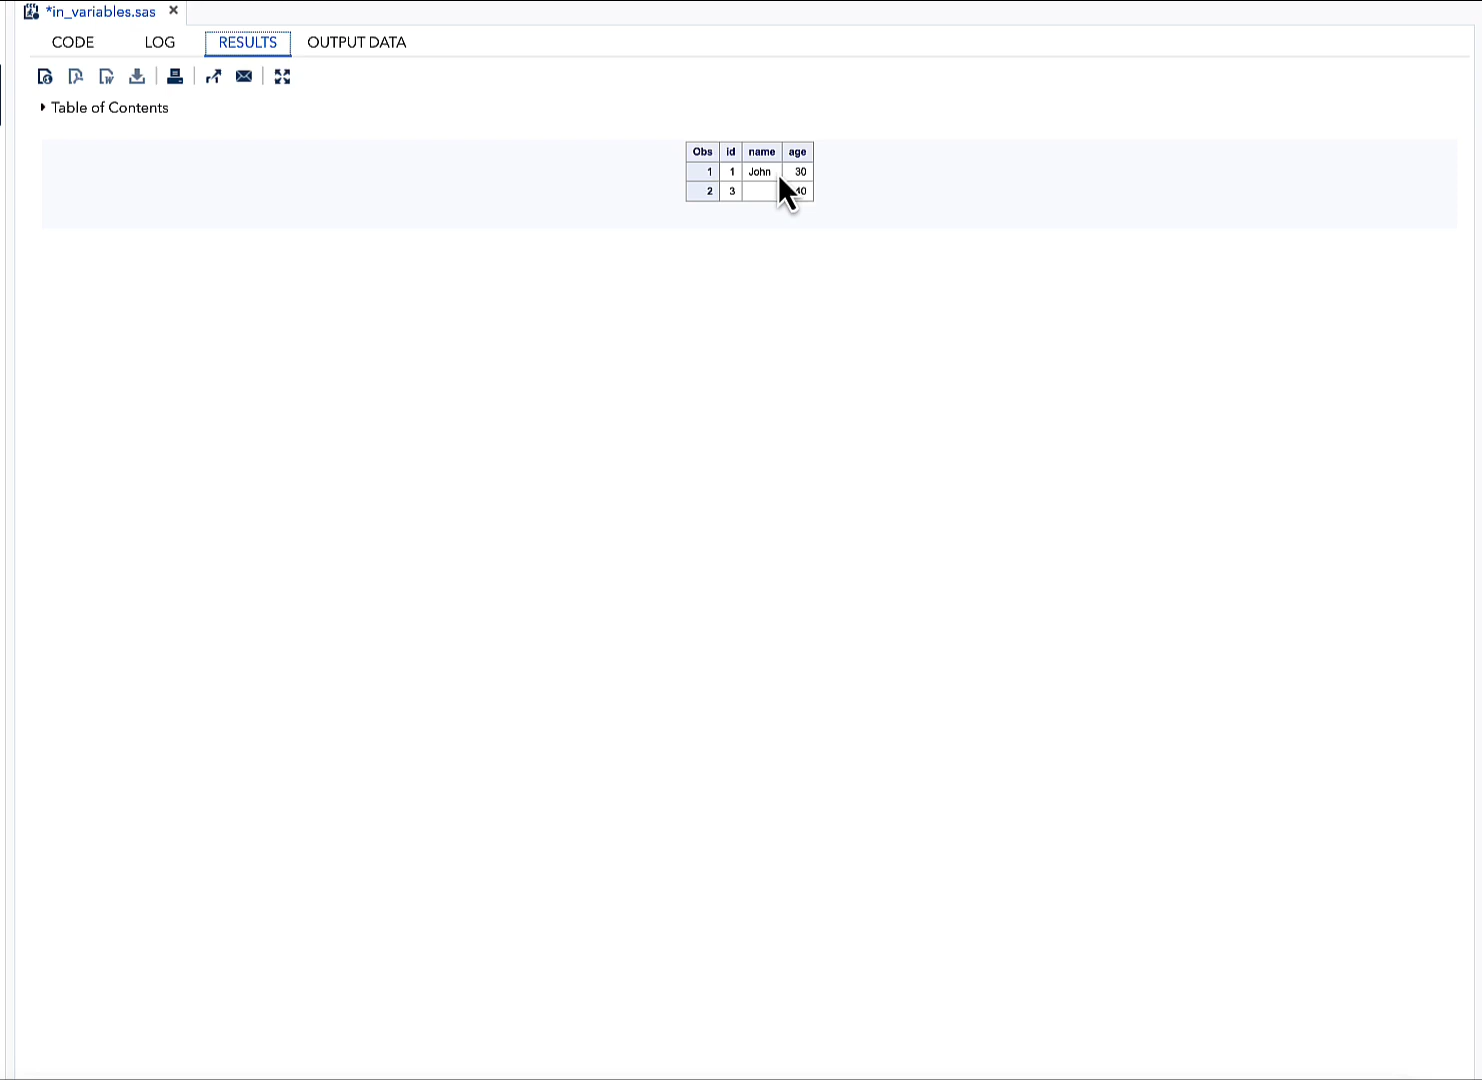 *in_variables.sas ×
CODE LOG RESULTS OUTPUT DATA
Table of Contents
Obs id name age
1 1 John 30
2 3